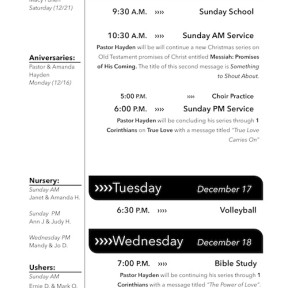 Macy Pullen
Saturday (12/21)
Aniversaries:
Pastor & Amanda
Hayden
Monday (12/16)
Nursery:
Sunday AM
Janet & Amanda H.
Sunday PM
Ann J & Judy H.
Wednesday PM
Mandy & Jo D.
Ushers:
Sunday AM
Ernie D. & Mark O.
9:30 A.M. »» Sunday School
10:30 A.M. »» Sunday AM Service
Pastor Hayden will be will continue a new Christmas series on
Old Testament promises of Christ entitled Messiah: Promises
of His Coming. The title of this second message is Something
to Shout About.
5:00 P.M. »» Choir Practice
6:00 P.M. »» Sunday PM Service
Pastor Hayden will be concluding his series through 1
Corinthians on True Love with a message titled "True Love
Carries On"
»»Tuesday December 17
6:30 P.M. »» Volleyball
»»Wednesday December 18
7:00 P.M. »» Bible Study
Pastor Hayden will be continuing his series through 1
Corinthians with a message titled "The Power of Love".